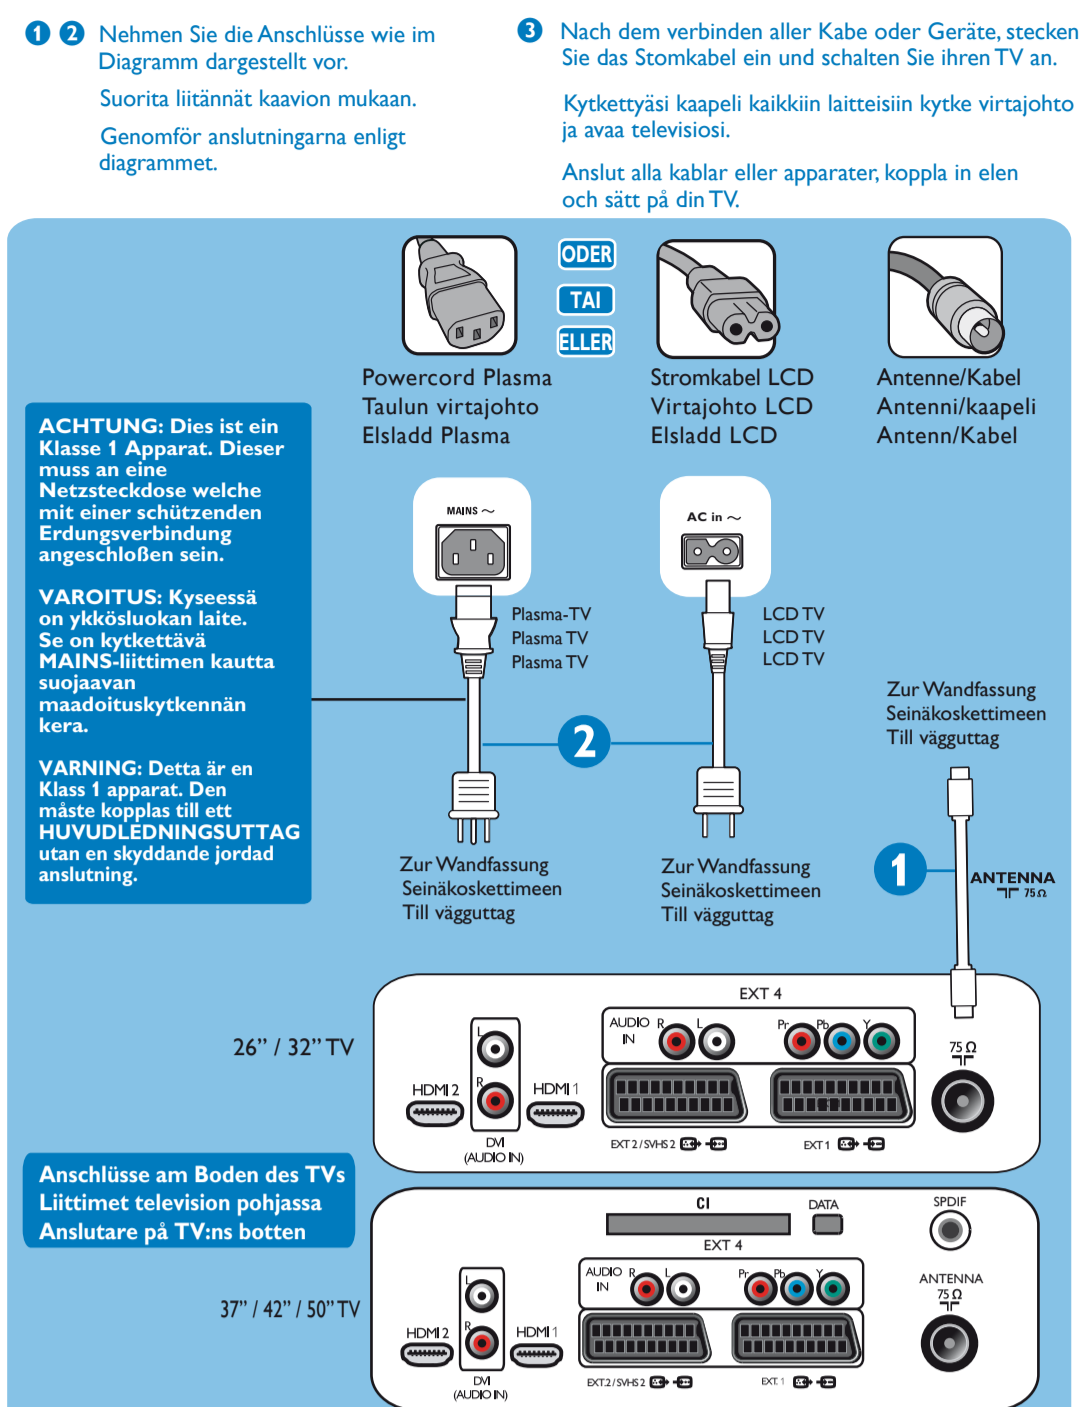 1 2 Nehmen Sie die Anschlüsse wie im
Diagramm dargestellt vor.
Suorita liitännät kaavion mukaan.
Genomför anslutningarna enligt
diagrammet.
3 Nach dem verbinden aller Kabe oder Geräte, stecken
Sie das Stomkabel ein und schalten Sie ihren TV an.
Kytkettyäsi kaapeli kaikkiin laitteisiin kytke virtajohto
ja avaa televisiosi.
Anslut alla kablar eller apparater, koppla in elen
och sätt på din TV.
ODER
TAI
ELLER
Powercord Plasma
Taulun virtajohto
Elsladd Plasma
Stromkabel LCD
Virtajohto LCD
Elsladd LCD
Antenne/Kabel
Antenni/kaapeli
Antenn/Kabel
ACHTUNG: Dies ist ein
Klasse 1 Apparat. Dieser
muss an eine
Netzsteckdose welche
mit einer schützenden
Erdungsverbindung
angeschloßen sein.
VAROITUS: Kyseessä
on ykkösluokan laite.
Se on kytkettävä
MAINS-liittimen kautta
suojaavan
maadoituskytkennän
kera.
VARNING: Detta är en
Klass 1 apparat. Den
måste kopplas till ett
HUVUDLEDNINGSUTTAG
utan en skyddande jordad
anslutning.
MAINS ~
AC in ~
Plasma-TV
Plasma TV
Plasma TV
LCD TV
LCD TV
LCD TV
2
Zur Wandfassung
Seinäkoskettimeen
Till vägguttag
Zur Wandfassung
Seinäkoskettimeen
Till vägguttag
Zur Wandfassung
Seinäkoskettimeen
Till vägguttag
1
ANTENNA
75 Ω
26” / 32” TV
EXT 4
AUDIO IN
R L
Pr Pb Y
75 Ω
L
R
HDMI 2
HDMI 1
DVI
(AUDIO IN)
EXT 2 / SVHS 2
EXT 1
Anschlüsse am Boden des TVs
Liittimet television pohjassa
Anslutare på TV:ns botten
37” / 42” / 50” TV
CI
DATA
SPDIF
EXT 4
AUDIO IN
R L
Pr Pb Y
ANTENNA
75 Ω
L
R
HDMI 2
HDMI 1
DVI
(AUDIO IN)
EXT.2 / SVHS 2
EXT. 1